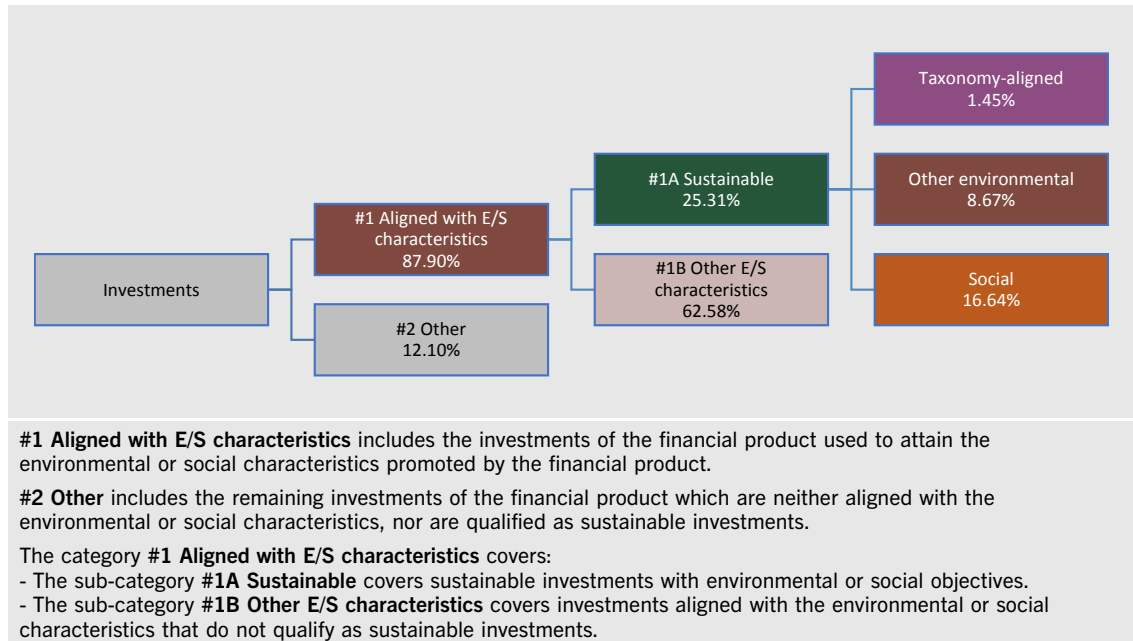 Taxonomy-aligned
1.45%
#1A Sustainable
25.31%
Other environmental
8.67%
#1 Aligned with E/S
characteristics
87.90%
Investments
#1B Other E/S
characteristics
62.58%
Social
16.64%
#2 Other
12.10%
#1 Aligned with E/S characteristics includes the investments of the financial product used to attain the
environmental or social characteristics promoted by the financial product.
#2 Other includes the remaining investments of the financial product which are neither aligned with the
environmental or social characteristics, nor are qualified as sustainable investments.
The category #1 Aligned with E/S characteristics covers:
- The sub-category #1A Sustainable covers sustainable investments with environmental or social objectives.
- The sub-category #1B Other E/S characteristics covers investments aligned with the environmental or social
characteristics that do not qualify as sustainable investments.